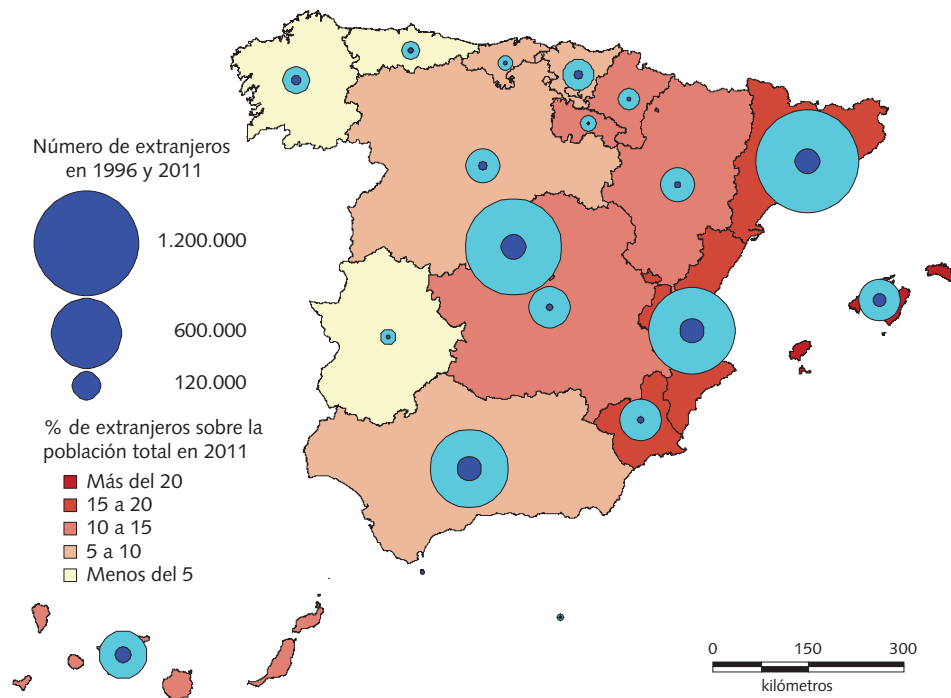 Número de extranjeros
en 1996 y 2011
1.200.000
600.000
120.000
% de extranjeros sobre la
población total en 2011
Más del 20
15 a 20
10 a 15
5 a 10
Menos del 5
0 150 300
kilómetros